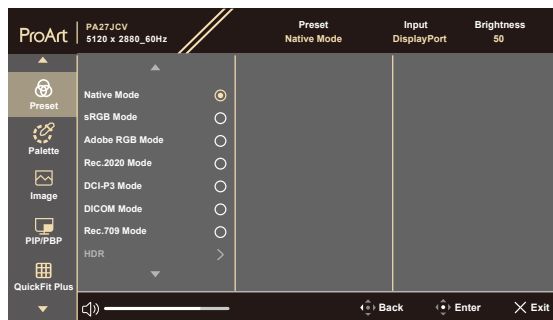 ProArt
PA27JCV
5120 x 2880_60Hz
Preset
Native Mode
Input
DisplayPort
Brightness
50
Preset
Palette
Image
PIP/PBP
QuickFit Plus
Native Mode
sRGB Mode
Adobe RGB Mode
Rec.2020 Mode
DCI-P3 Mode
DICOM Mode
Rec.709 Mode
HDR
Back
Enter
Exit